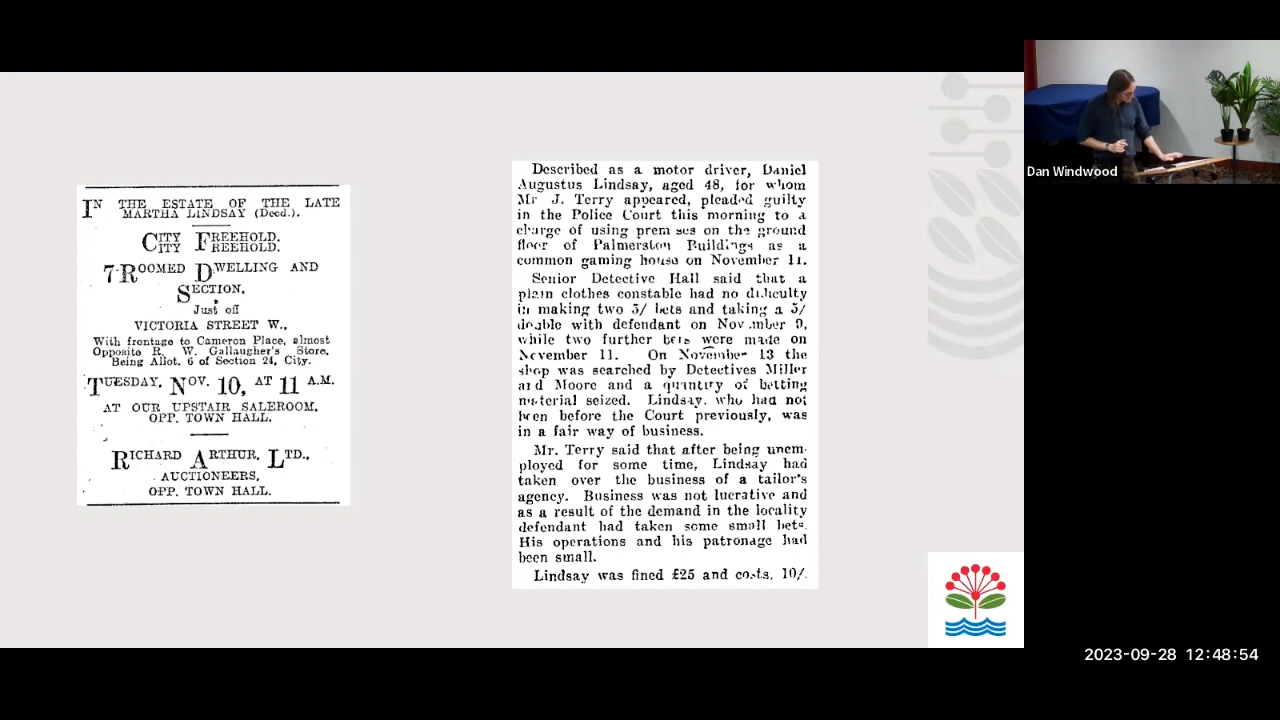 IN THE ESTATE OF THE LATE
MARTHA LINDSAY (Decd.).
CITY FREEHOLD.
CITY FREEHOLD.
7-ROOMED DWELLING AND
SECTION,
Just off
VICTORIA STREET W.,
With frontage to Cameron Place, almost
Opposite R. W. Gallaugher's Store,
Being Allot. 6 of Section 24, City.
TUESDAY, NOV. 10, AT 11 A.M.
AT OUR UPSTAIR SALEROOM,
OPP. TOWN HALL.
RICHARD ARTHUR, LTD.,
AUCTIONEERS,
OPP. TOWN HALL.
Described as a motor driver, Daniel
Augustus Lindsay, aged 48, for whom
Mr J. Terry appeared, pleaded guilty
in the Police Court this morning to a
charge of using premises on the ground
floor of Palmerston Buildings as a
common gaming house on November 11.
Senior Detective Hall said that a
plain clothes constable had no difficulty
in making two 5/ bets and taking a 5/
double with defendant on November 9,
while two further bets were made on
November 11. On November 13 the
shop was searched by Detectives Miller
and Moore and a quantity of betting
material seized. Lindsay, who had not
been before the Court previously, was
in a fair way of business.
Mr. Terry said that after being unem-
ployed for some time, Lindsay had
taken over the business of a tailor's
agency. Business was not lucrative and
as a result of the demand in the locality
defendant had taken some small bets.
His operations and his patronage had
been small.
Lindsay was fined £25 and costs, 10/.
Dan Windwood
2023-09-28 12:48:54